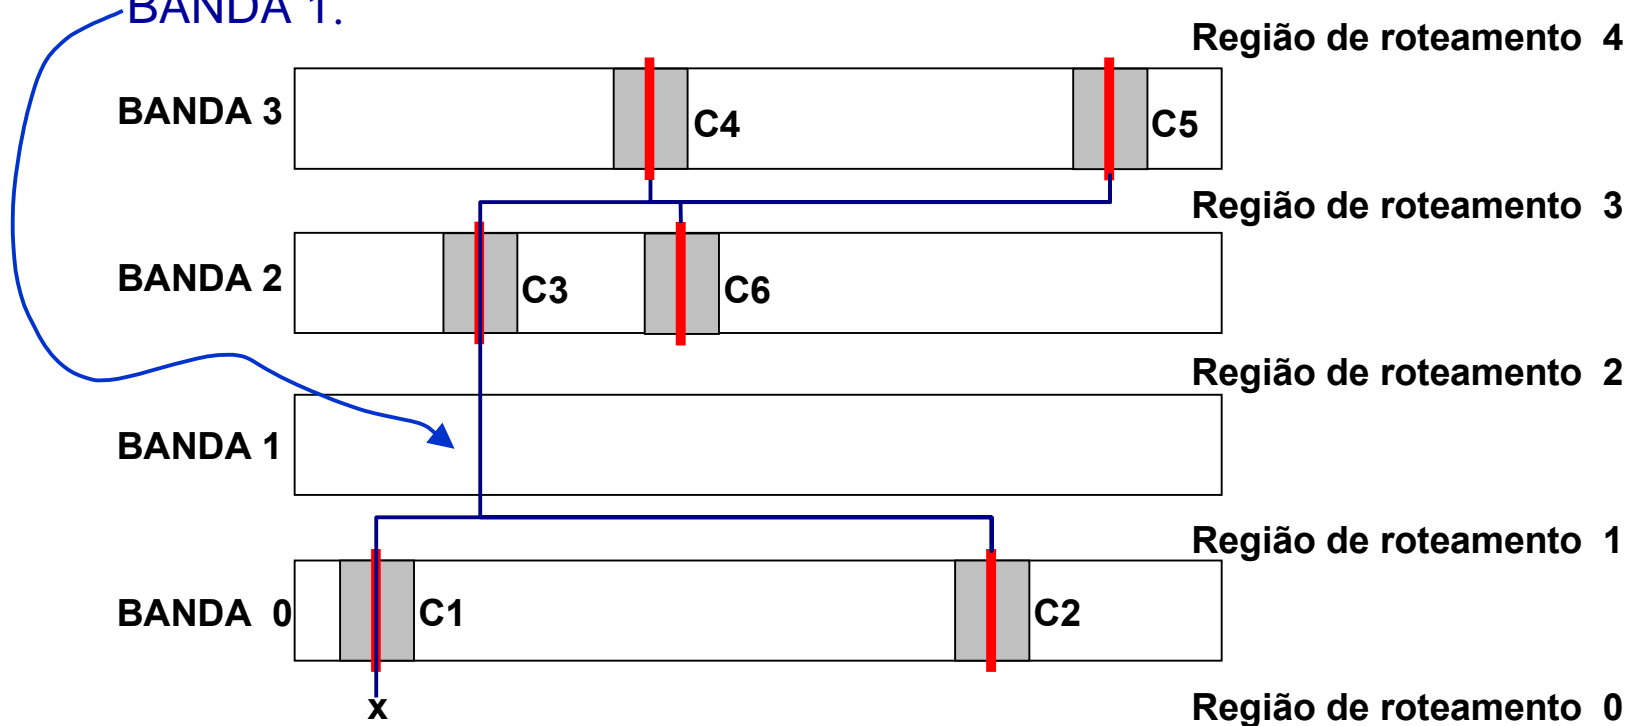 BANDA 1.
Região de roteamento 4
BANDA 3
C4
C5
Região de roteamento 3
BANDA 2
C3
C6
Região de roteamento 2
BANDA 1
Região de roteamento 1
BANDA 0
C1
C2
x
Região de roteamento 0